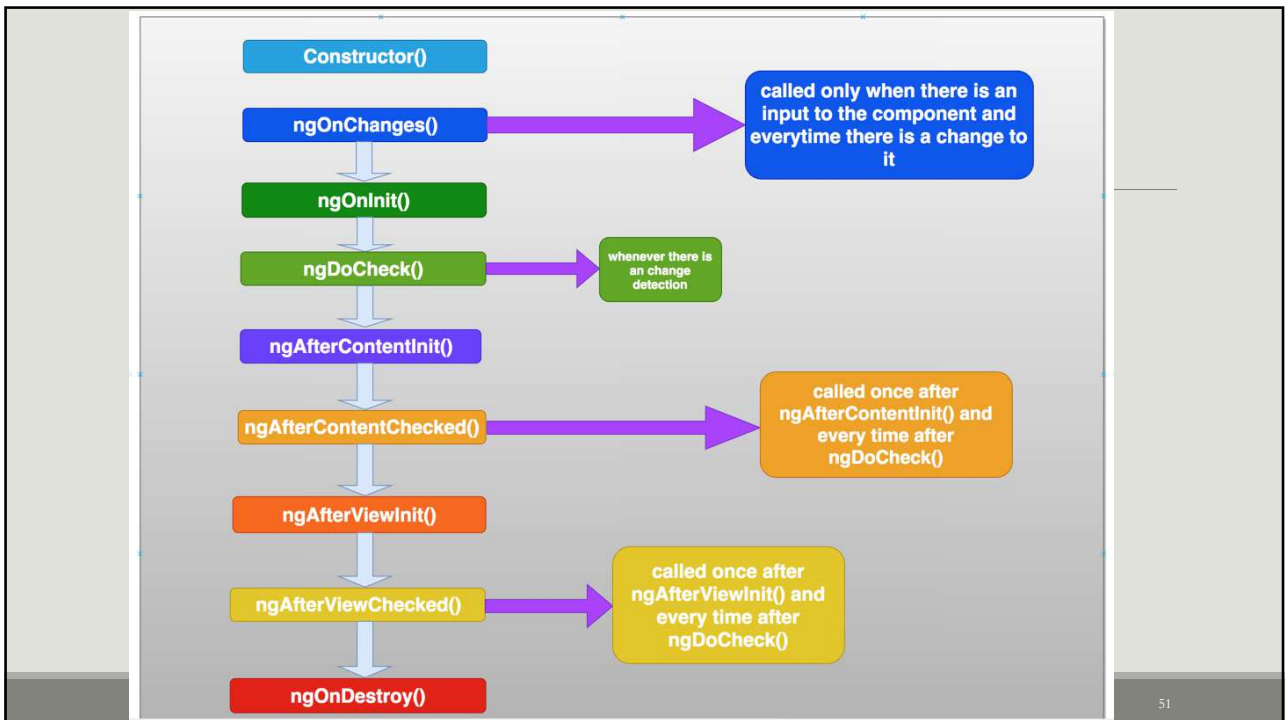 Constructor()
ngOnChanges()
called only when there is an
input to the component and
everytime there is a change to
it
ngOnInit()
ngDoCheck()
whenever there is
an change
detection
ngAfterContentInit()
ngAfterContentChecked()
called once after
ngAfterContentInit() and
every time after
ngDoCheck()
ngAfterViewInit()
ngAfterViewChecked()
called once after
ngAfterViewInit() and
every time after
ngDoCheck()
ngOnDestroy()
51